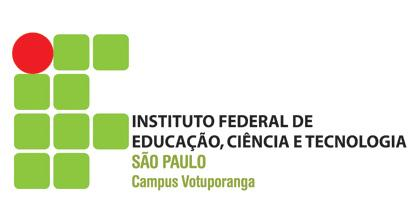 INSTITUTO FEDERAL DE
EDUCAÇÃO, CIÊNCIA E TECNOLOGIA
SÃO PAULO
Campus Votuporanga